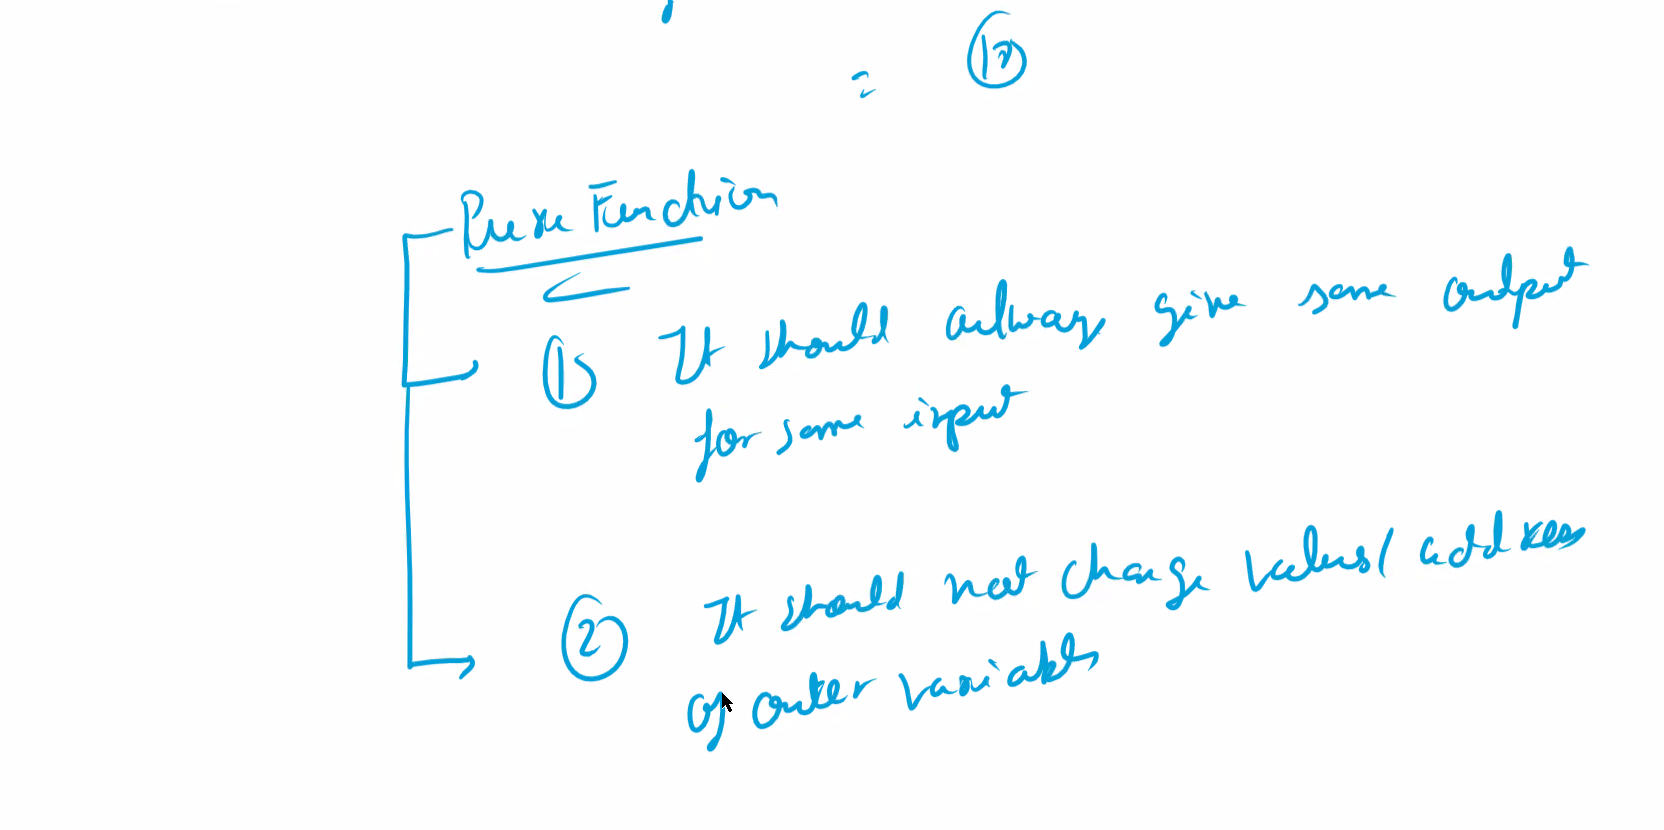 =
Pure Function
① It should always give same output
for same input
② It should not change values/ address
of outer variables